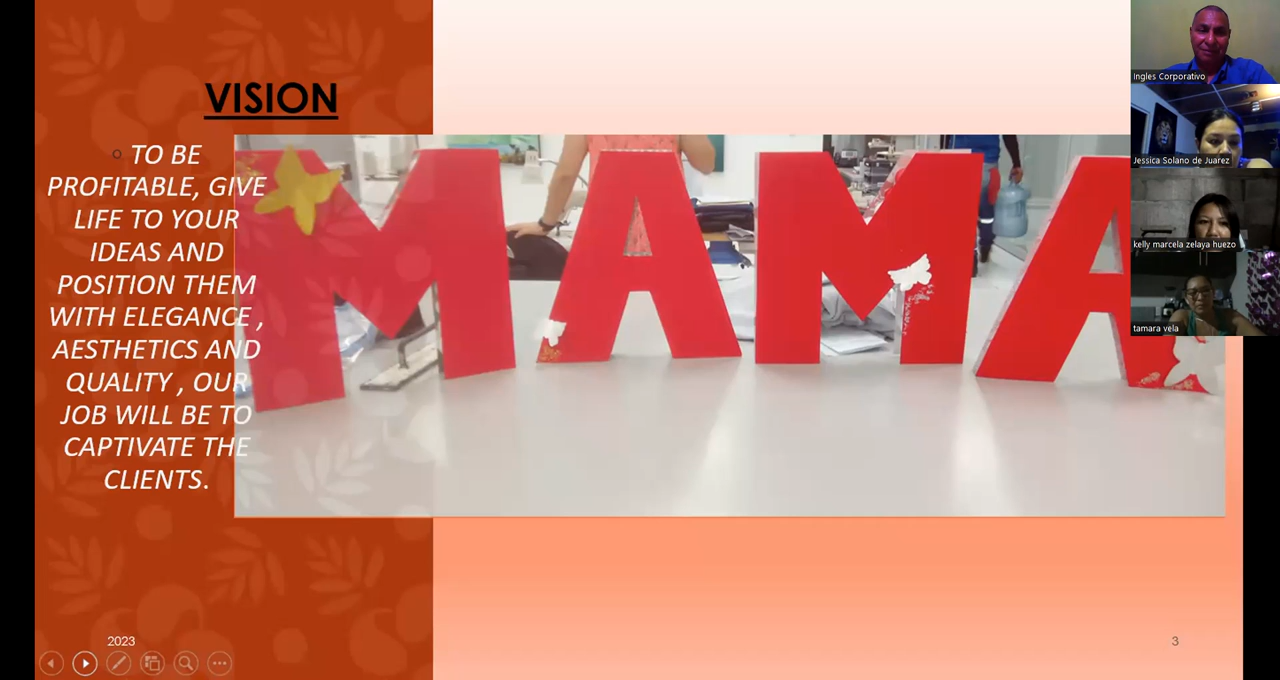 VISION
TO BE
PROFITABLE, GIVE
LIFE TO YOUR
IDEAS AND
POSITION THEM
WITH ELEGANCE ,
AESTHETICS AND
QUALITY , OUR
JOB WILL BE TO
CAPTIVATE THE
CLIENTS.
MAMA
2023
3
Ingles Corporativo
Jessica Solano de Juarez
kelly marcela zelaya huezo
tamara vela